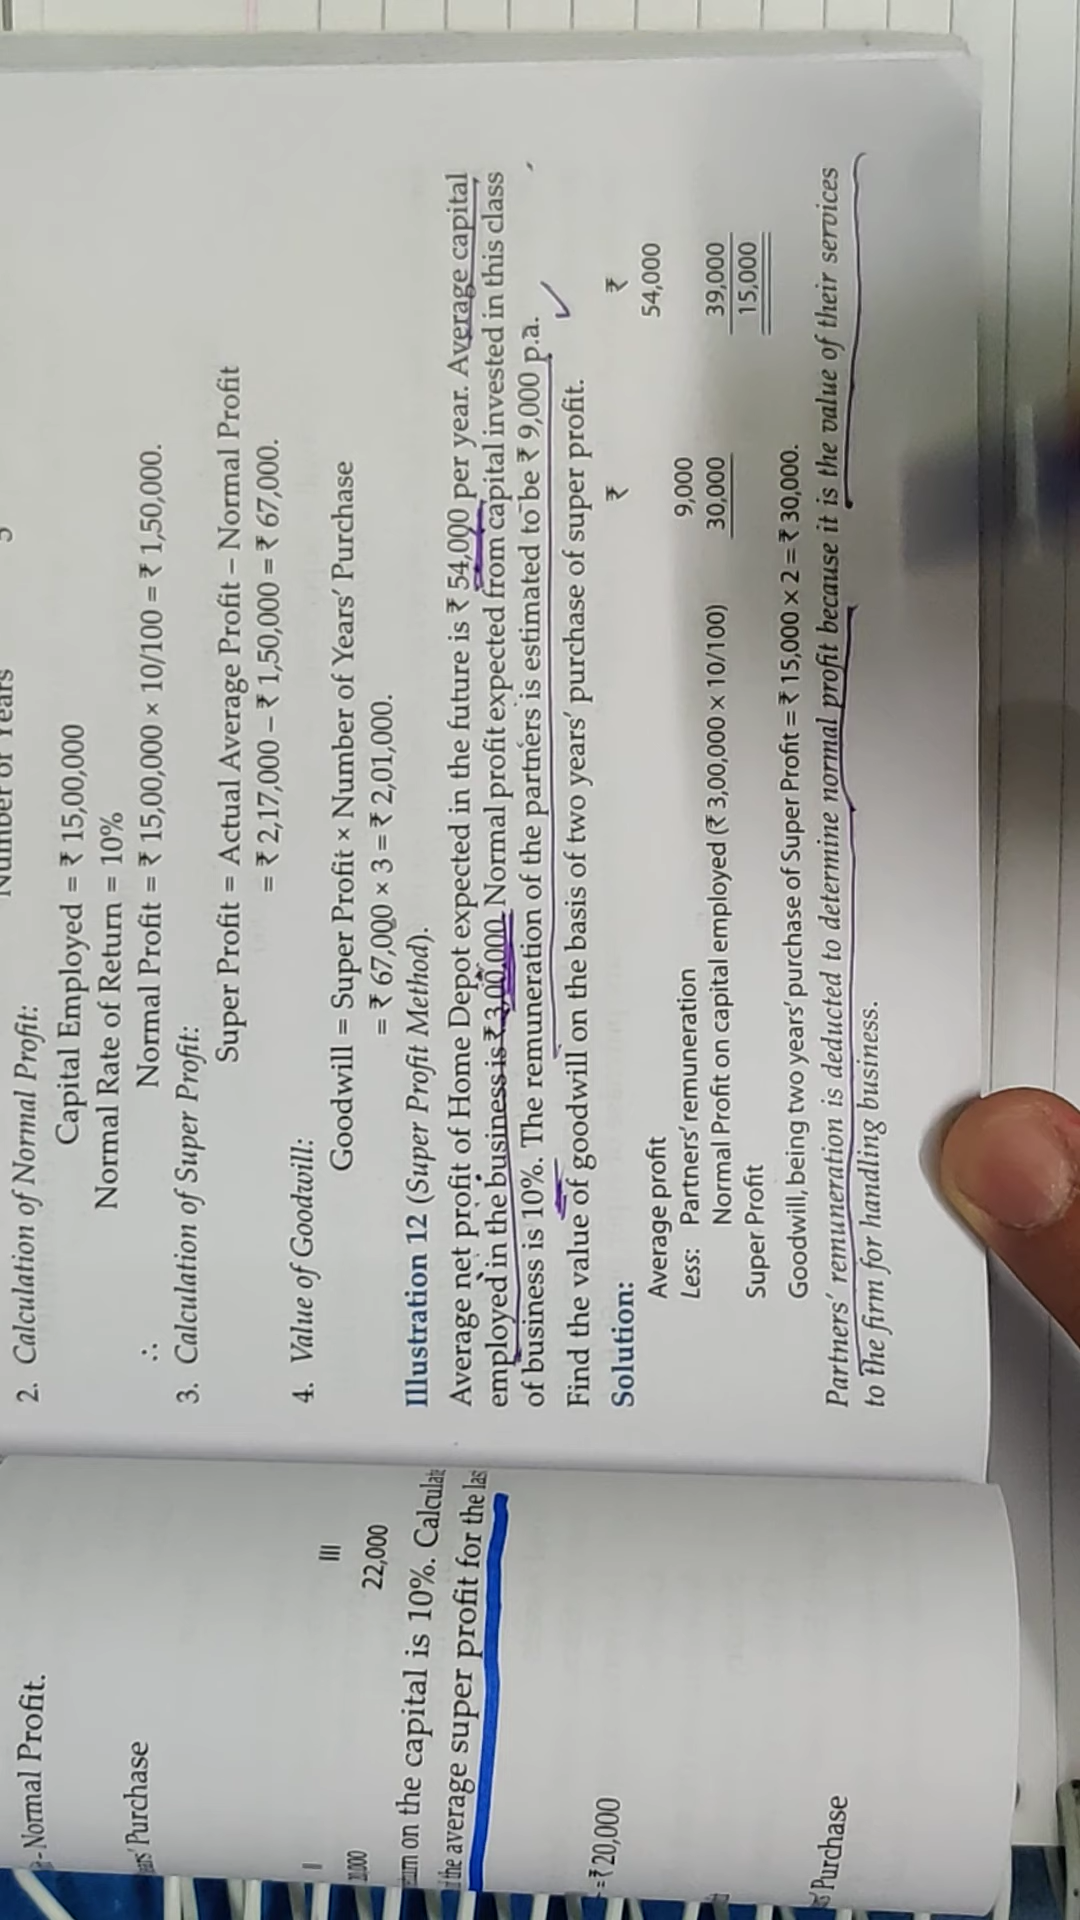 2. Calculation of Normal Profit:
Capital Employed = ₹ 15,00,000
Normal Rate of Return = 10%
∴ Normal Profit = ₹ 15,00,000 × 10/100 = ₹ 1,50,000.
3. Calculation of Super Profit:
Super Profit = Actual Average Profit – Normal Profit
= ₹ 2,17,000 – ₹ 1,50,000 = ₹ 67,000.
4. Value of Goodwill:
Goodwill = Super Profit × Number of Years' Purchase
= ₹ 67,000 × 3 = ₹ 2,01,000.
Illustration 12 (Super Profit Method).
Average net profit of Home Depot expected in the future is ₹ 54,000 per year. Average capital
employed in the business is ₹ 3,00,000. Normal profit expected from capital invested in this class
of business is 10%. The remuneration of the partners is estimated to be ₹ 9,000 p.a.
Find the value of goodwill on the basis of two years' purchase of super profit.
Solution: ₹ ₹
Average profit 54,000
Less: Partners' remuneration 9,000
Normal Profit on capital employed (₹ 3,00,000 × 10/100) 30,000 39,000
Super Profit 15,000
Goodwill, being two years' purchase of Super Profit = ₹ 15,000 × 2 = ₹ 30,000.
Partners' remuneration is deducted to determine normal profit because it is the value of their services
to the firm for handling business.
- Normal Profit.
Purchase
III
22,000
on the capital is 10%. Calculate
the average super profit for the
= ₹ 20,000
Purchase